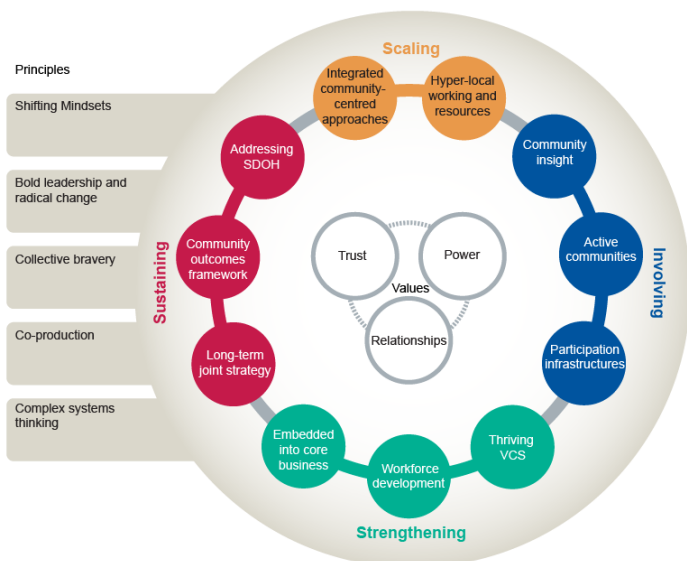 Principles
Shifting Mindsets
Bold leadership and
radical change
Collective bravery
Co-production
Complex systems
thinking
Scaling
Integrated
community-
centred
approaches
Hyper-local
working and
resources
Involving
Community
insight
Active
communities
Participation
infrastructures
Strengthening
Thriving
VCS
Workforce
development
Embedded
into core
business
Sustaining
Long-term
joint strategy
Community
outcomes
framework
Addressing
SDOH
Trust
Power
Values
Relationships